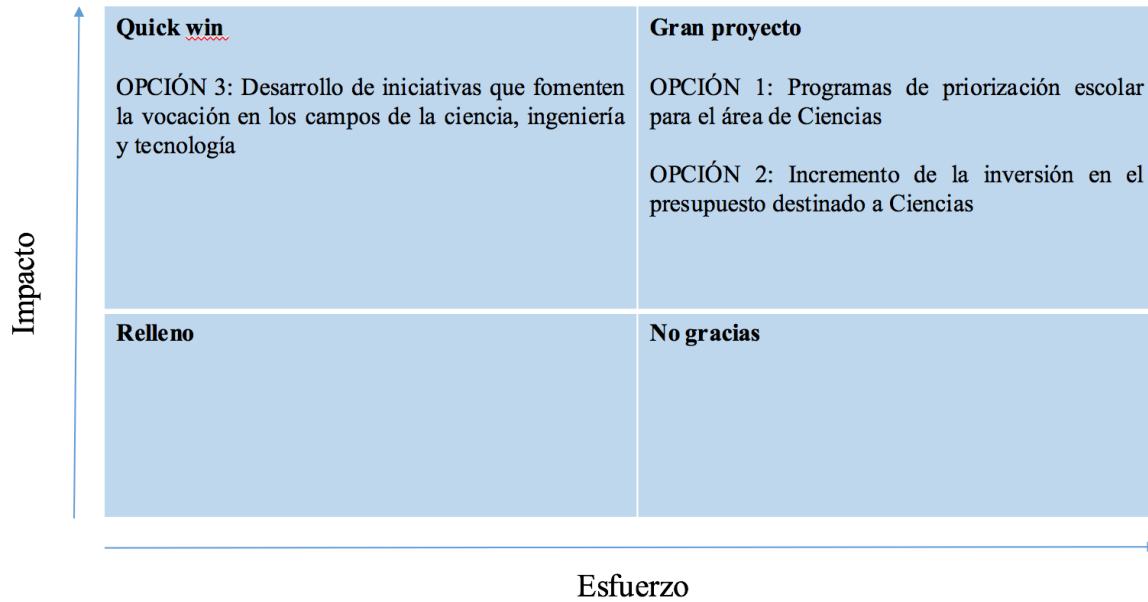 Quick win
OPCIÓN 3: Desarrollo de iniciativas que fomenten
la vocación en los campos de la ciencia, ingeniería
y tecnología
Gran proyecto
OPCIÓN 1: Programas de priorización escolar
para el área de Ciencias
OPCIÓN 2: Incremento de la inversión en el
presupuesto destinado a Ciencias
Impacto
Relleno
No gracias
Esfuerzo